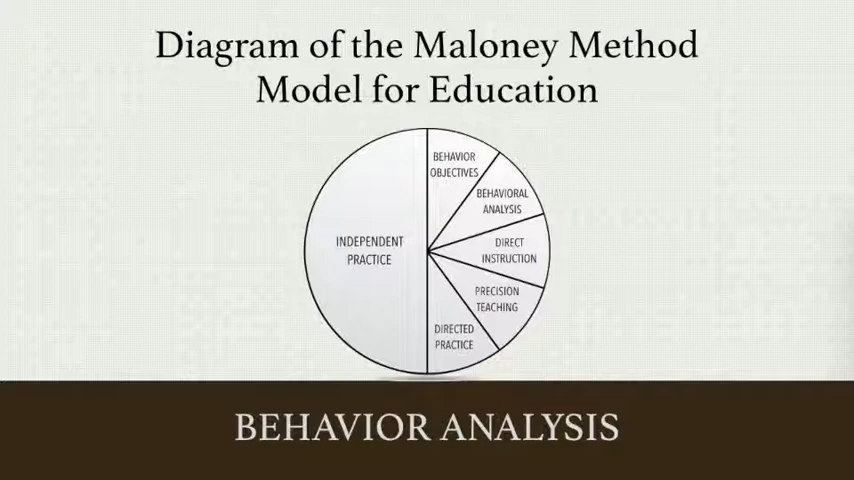 Diagram of the Maloney Method
Model for Education
BEHAVIOR
OBJECTIVES
BEHAVIORAL
ANALYSIS
INDEPENDENT
PRACTICE
DIRECT
INSTRUCTION
PRECISION
TEACHING
DIRECTED
PRACTICE
BEHAVIOR ANALYSIS